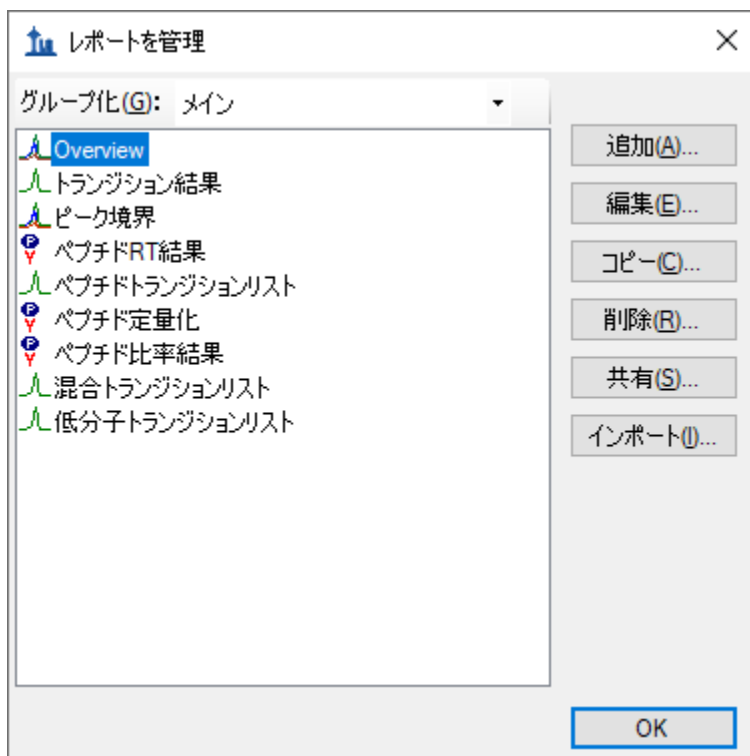 レポートを管理
グループ化(G): メイン
Overview
トランジション結果
ピーク境界
ペプチドRT結果
ペプチドトランジションリスト
ペプチド定量化
ペプチド比率結果
混合トランジションリスト
低分子トランジションリスト
追加(A)...
編集(E)...
コピー(C)...
削除(R)...
共有(S)...
インポート(I)...
OK